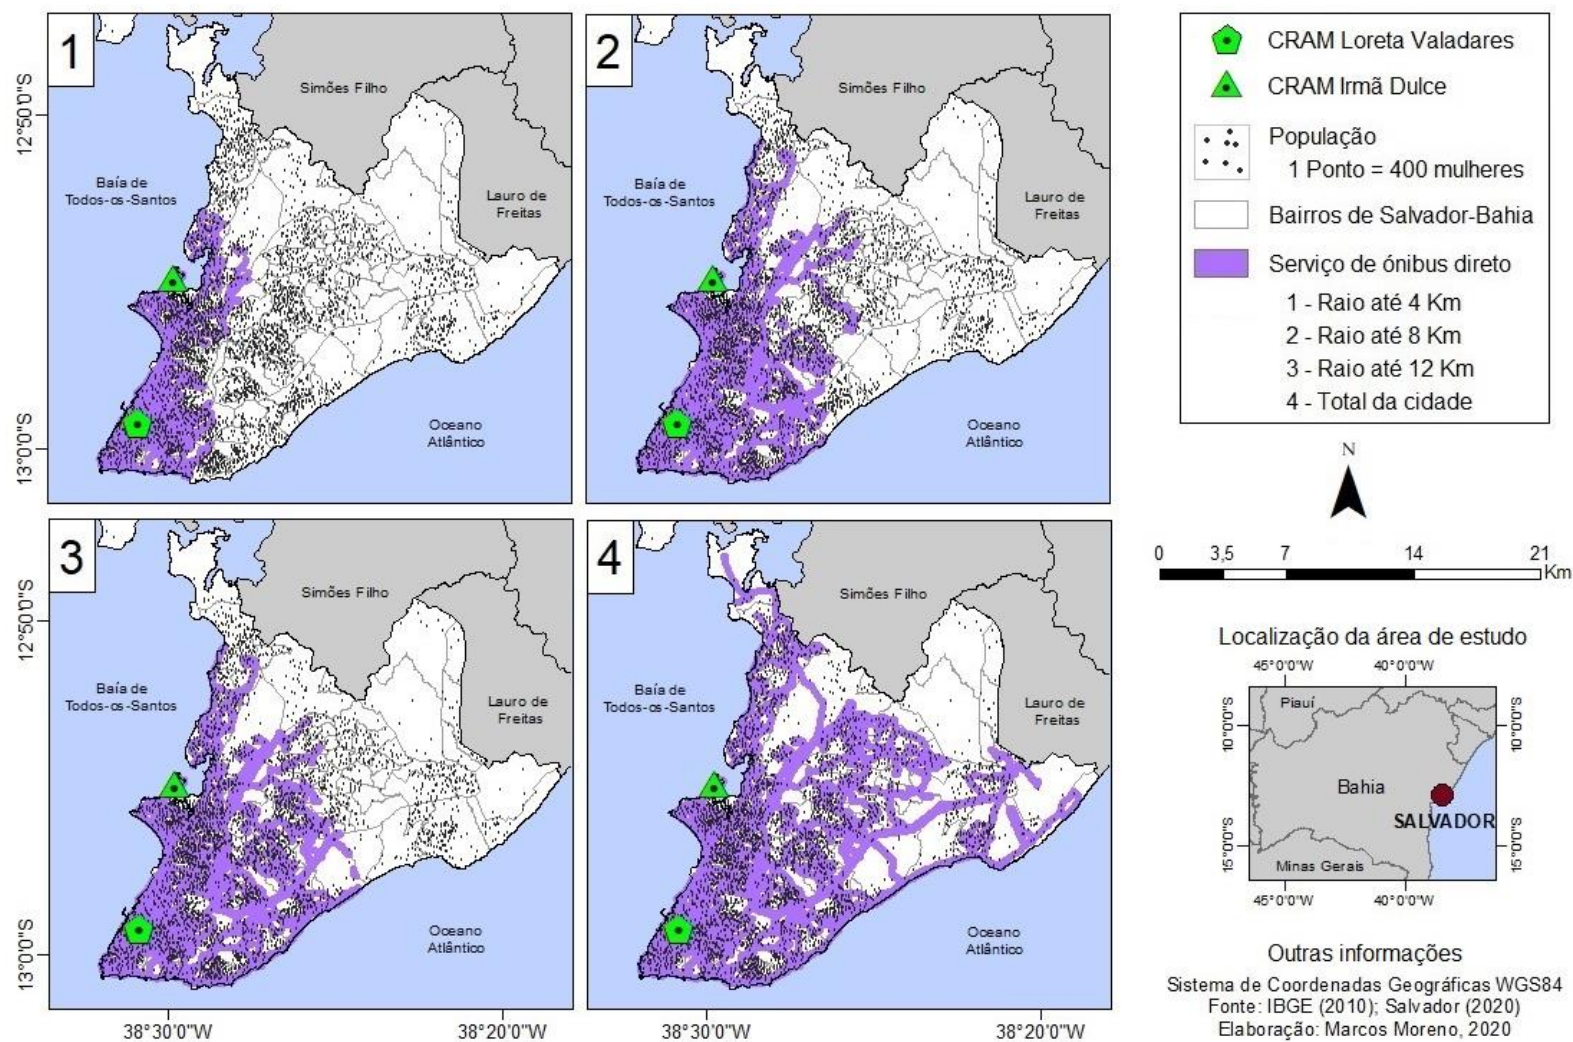 1
Simões Filho
Baía de
Todos-os-Santos
Lauro de
Freitas
Oceano
Atlântico
12°50'0"S
13°0'0"S
2
Simões Filho
Baía de
Todos-os-Santos
Lauro de
Freitas
Oceano
Atlântico
3
Simões Filho
Baía de
Todos-os-Santos
Lauro de
Freitas
Oceano
Atlântico
12°50'0"S
13°0'0"S
38°30'0"W
38°20'0"W
4
Simões Filho
Baía de
Todos-os-Santos
Lauro de
Freitas
Oceano
Atlântico
38°30'0"W
38°20'0"W
CRAM Loreta Valadares
CRAM Irmã Dulce
População
1 Ponto = 400 mulheres
Bairros de Salvador-Bahia
Serviço de ónibus direto
1 - Raio até 4 Km
2 - Raio até 8 Km
3 - Raio até 12 Km
4 - Total da cidade
N
0 3,5 7 14 21
Km
Localização da área de estudo
45°0'0"W 40°0'0"W
Piauí
10°0'0"S 10°0'0"S
Bahia
SALVADOR
15°0'0"S 15°0'0"S
Minas Gerais
45°0'0"W 40°0'0"W
Outras informações
Sistema de Coordenadas Geográficas WGS84
Fonte: IBGE (2010); Salvador (2020)
Elaboração: Marcos Moreno, 2020